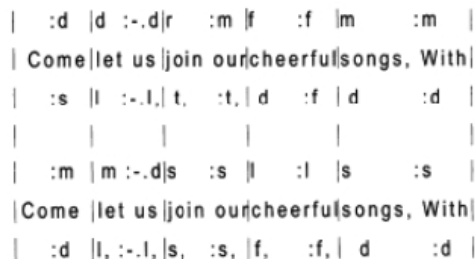 | :d |d :-.d|r :m |f :f |m :m |
| Come|let us|join our|cheerful|songs, With|
| :s |l :-.l,| t, :t,| d :f | d :d |
| | | | | |
| :m | m :-.d|s :s |l :l |s :s |
|Come |let us |join our|cheerful|songs, With|
| :d |l, :-.l,|s, :s, |f, :f,| d :d |